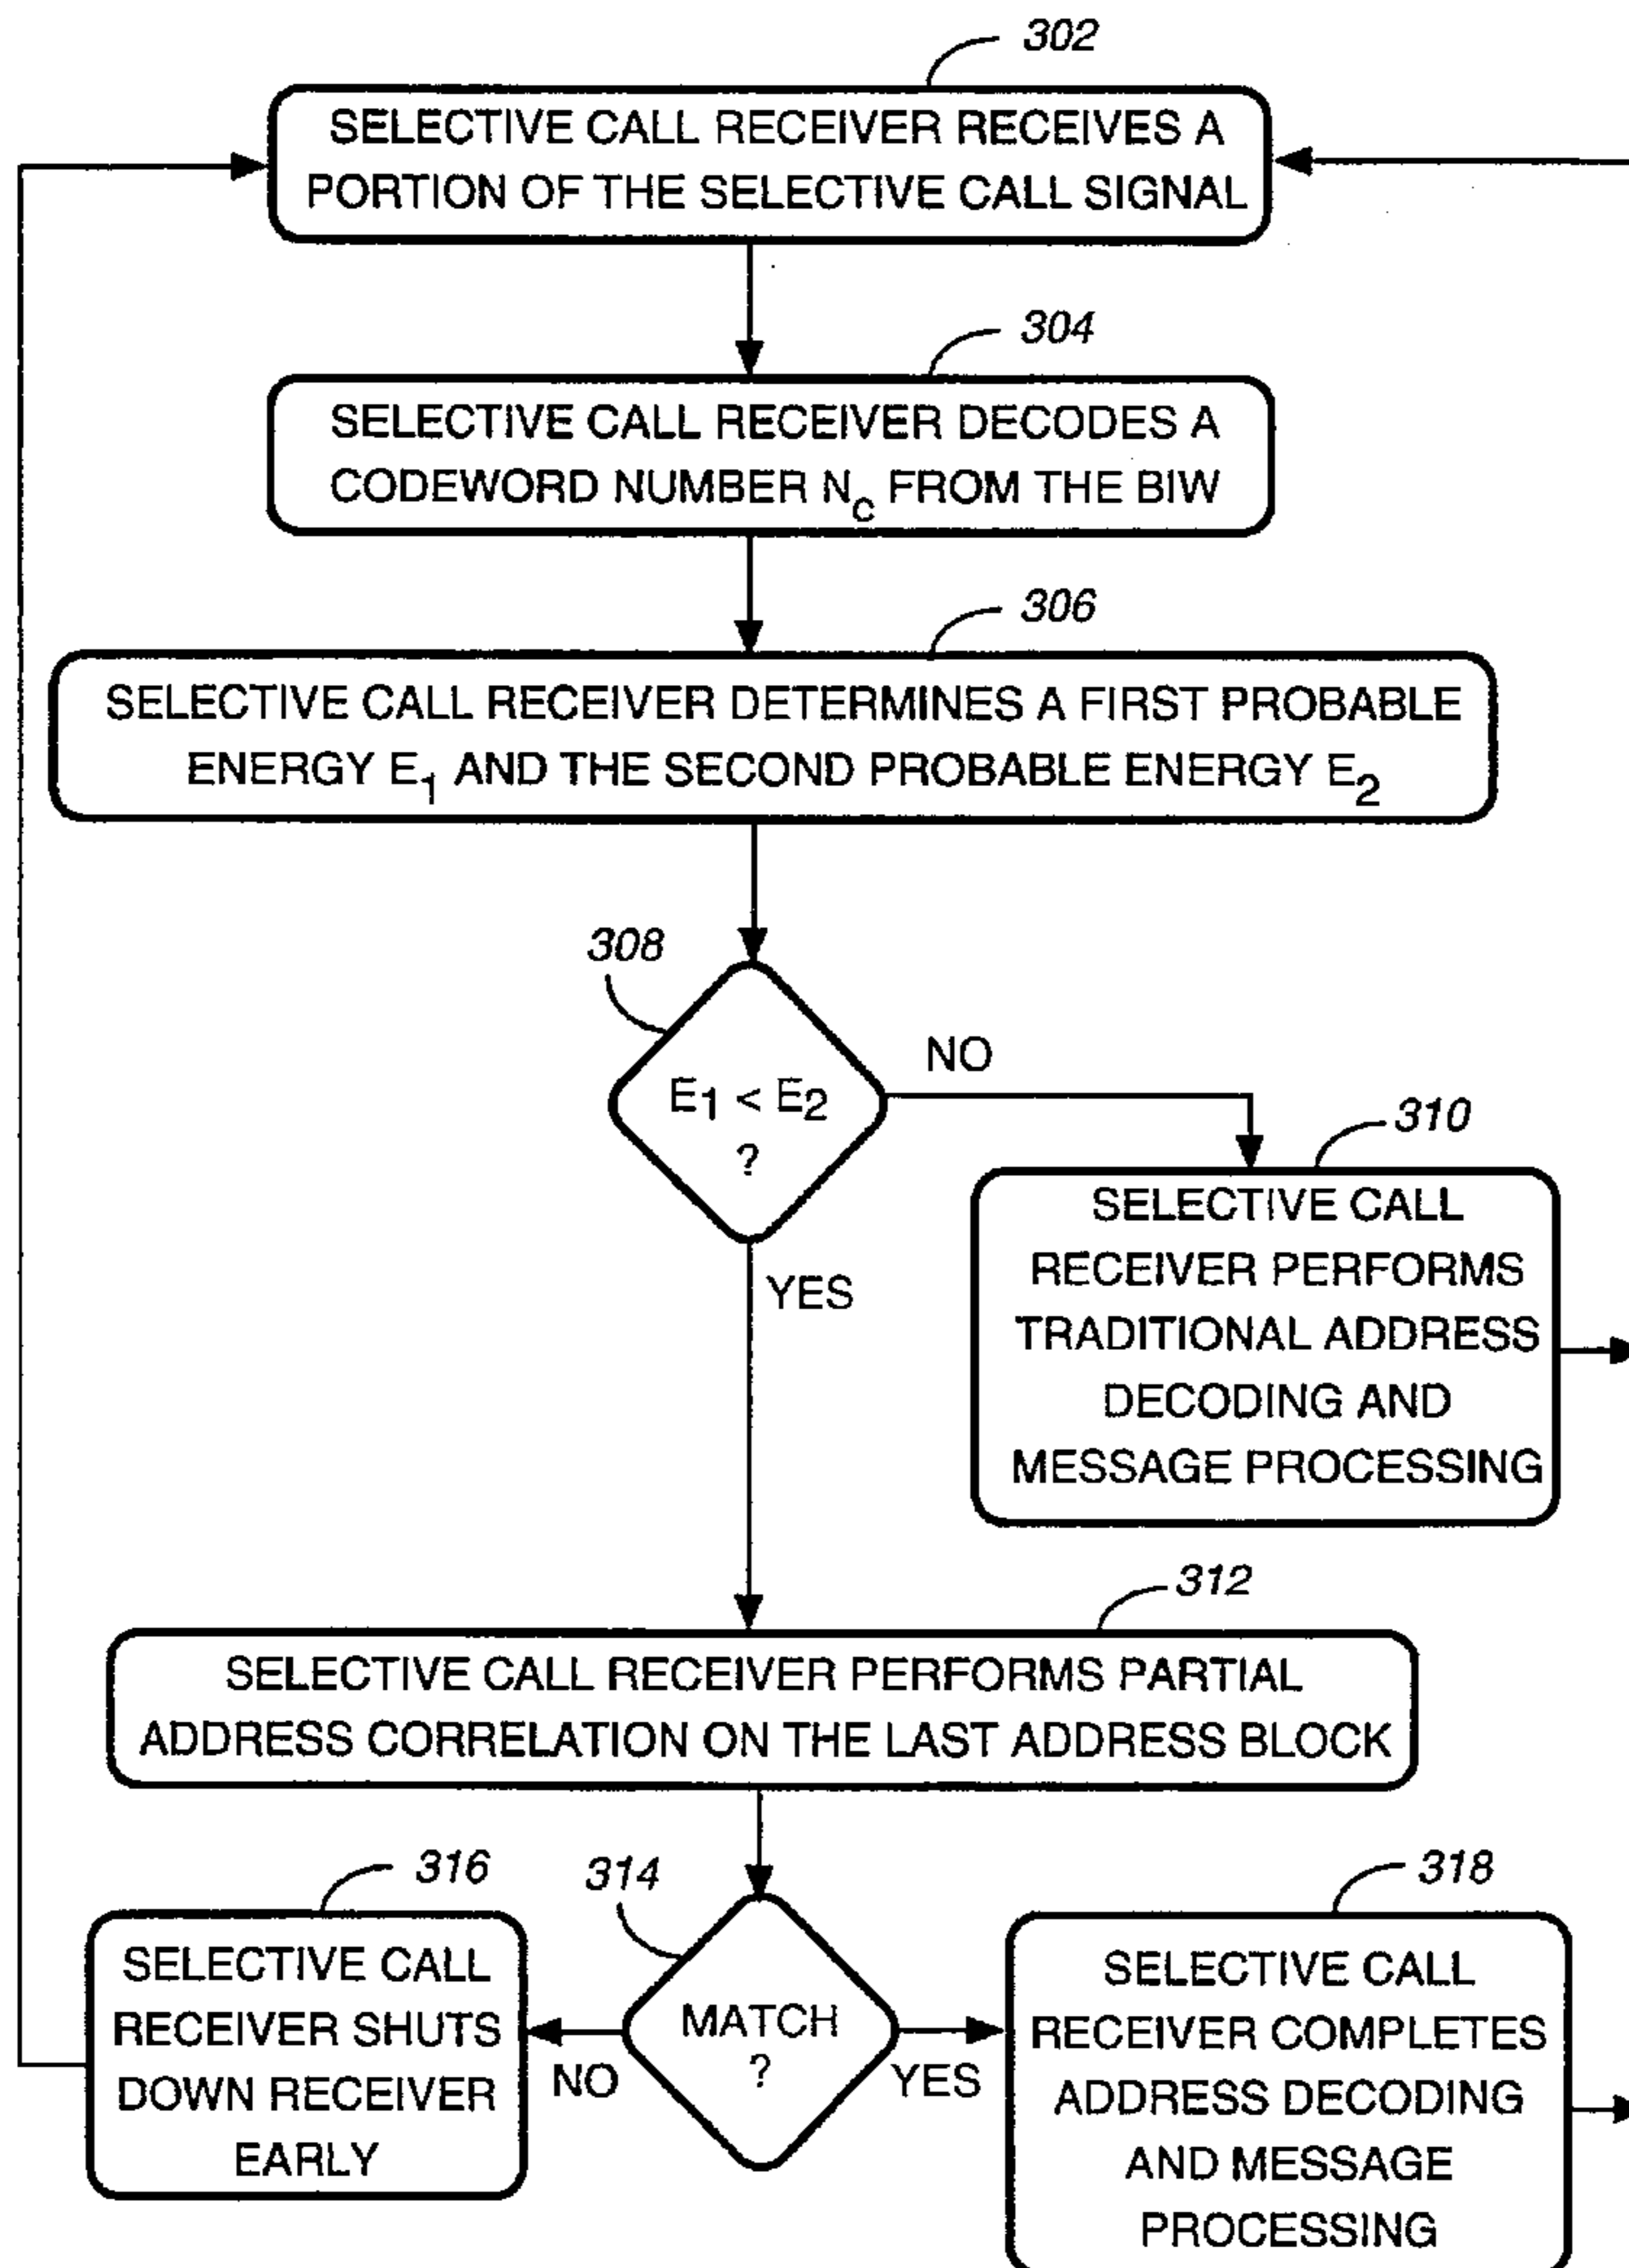 302
SELECTIVE CALL RECEIVER RECEIVES A
PORTION OF THE SELECTIVE CALL SIGNAL
304
SELECTIVE CALL RECEIVER DECODES A
CODEWORD NUMBER Nc FROM THE BIW
306
SELECTIVE CALL RECEIVER DETERMINES A FIRST PROBABLE
ENERGY E1 AND THE SECOND PROBABLE ENERGY E2
308
E1 < E2
?
NO
YES
310
SELECTIVE CALL
RECEIVER PERFORMS
TRADITIONAL ADDRESS
DECODING AND
MESSAGE PROCESSING
312
SELECTIVE CALL RECEIVER PERFORMS PARTIAL
ADDRESS CORRELATION ON THE LAST ADDRESS BLOCK
316
SELECTIVE CALL
RECEIVER SHUTS
DOWN RECEIVER
EARLY
314
MATCH
?
NO
YES
318
SELECTIVE CALL
RECEIVER COMPLETES
ADDRESS DECODING
AND MESSAGE
PROCESSING